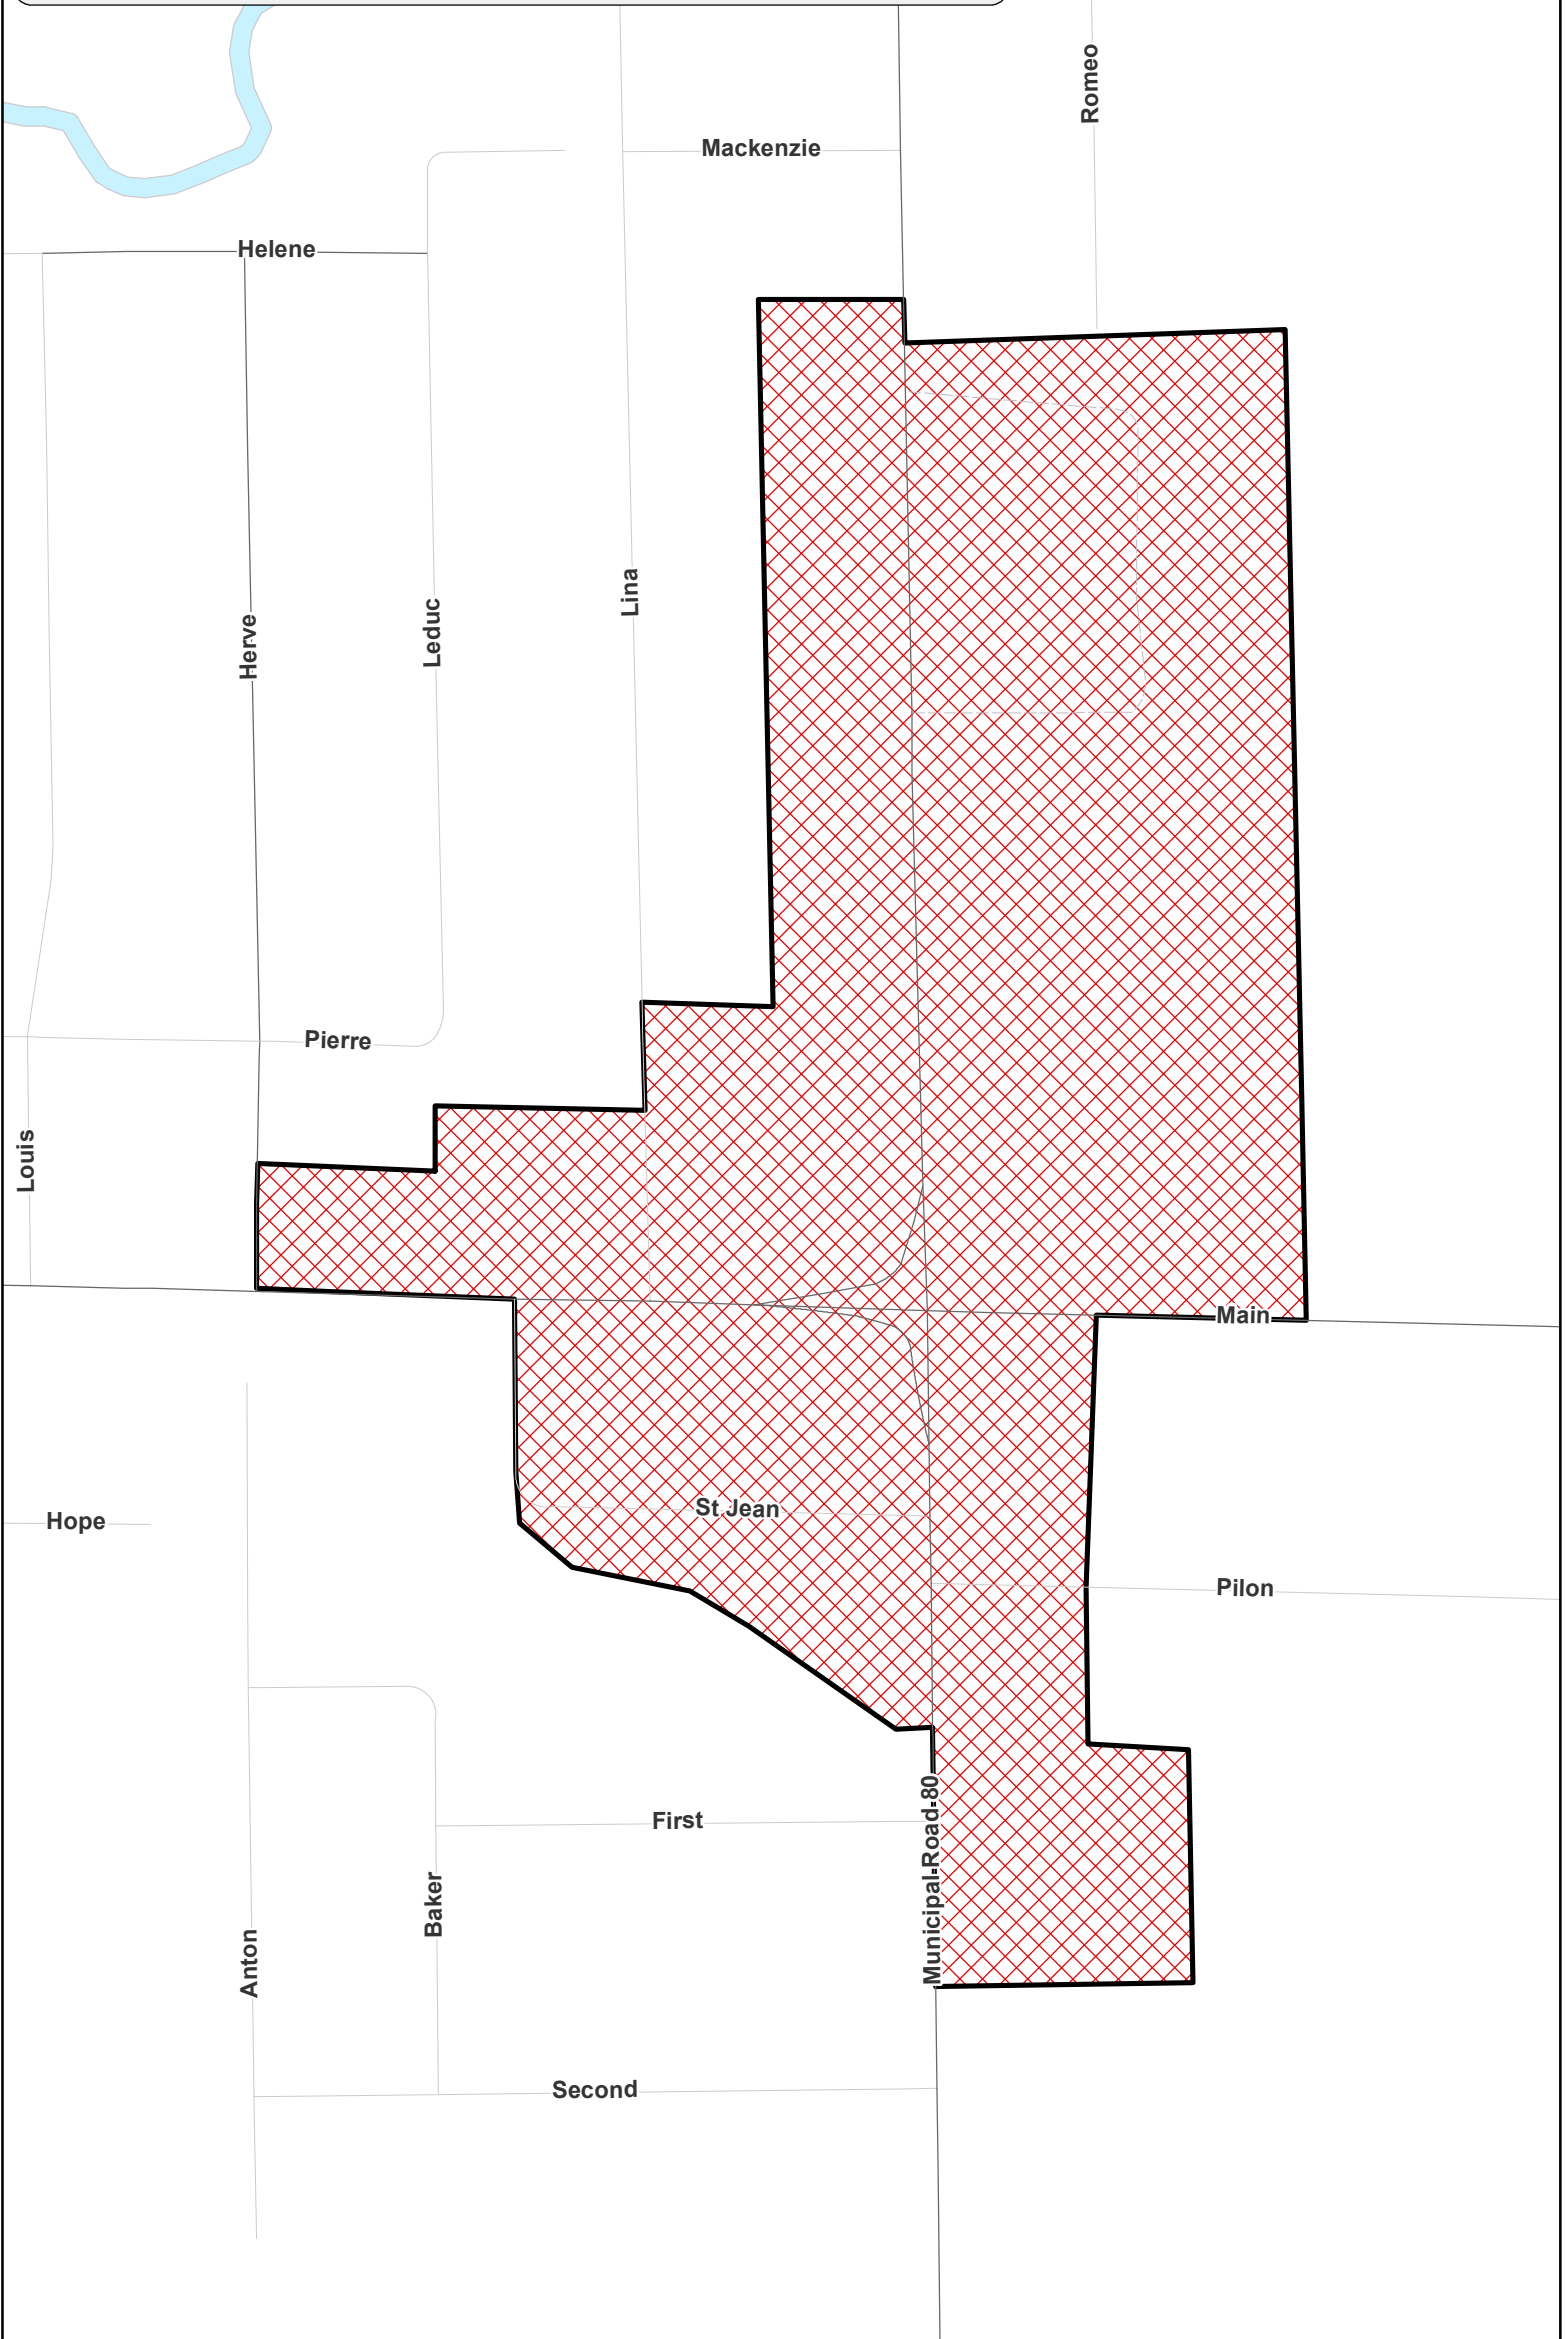 Romeo
Mackenzie
Helene
Lina
Leduc
Herve
Pierre
Louis
Main
St Jean
Hope
Pilon
First
Municipal Road 80
Baker
Anton
Second